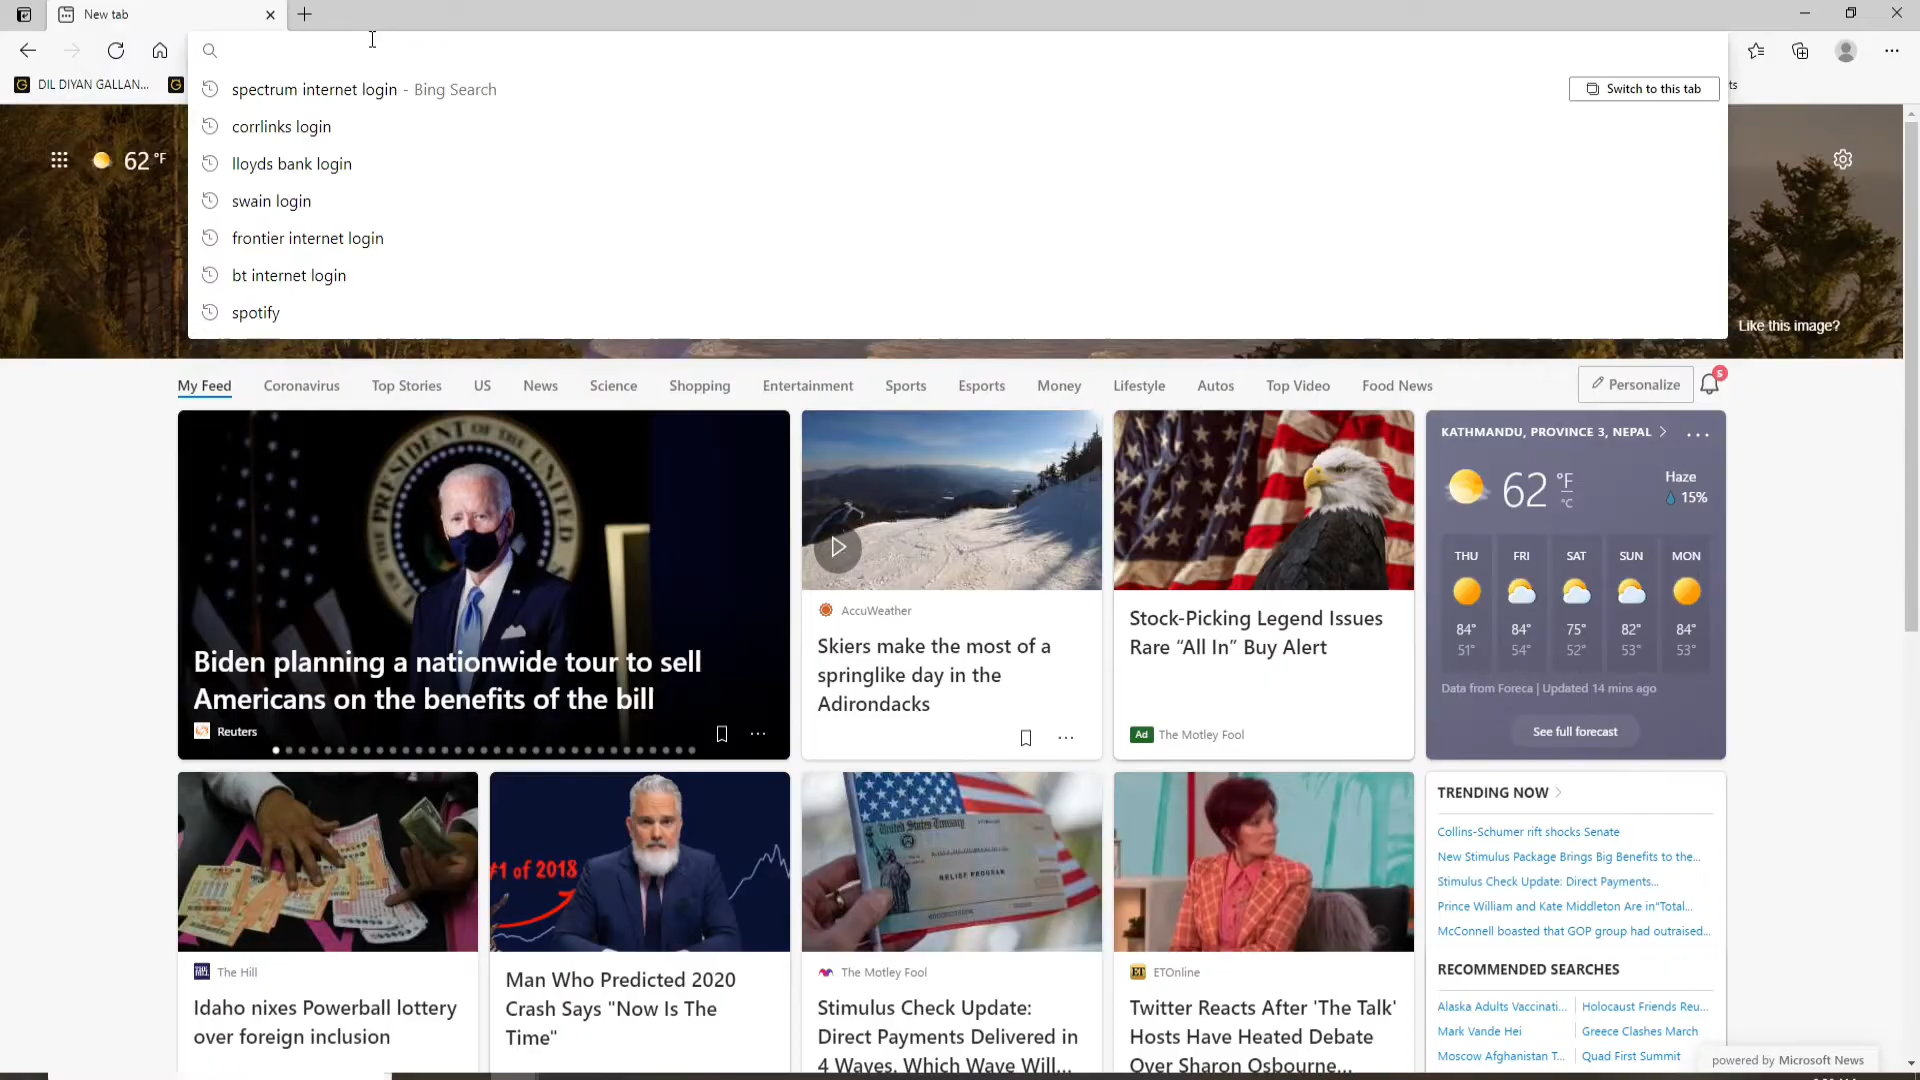 New tab
DIL DIYAN GALLAN...
spectrum internet login - Bing Search
Switch to this tab
ts
corrlinks login
lloyds bank login
swain login
frontier internet login
bt internet login
spotify
62 °F
Like this image?
My Feed
Coronavirus
Top Stories
US
News
Science
Shopping
Entertainment
Sports
Esports
Money
Lifestyle
Autos
Top Video
Food News
Personalize
5
Biden planning a nationwide tour to sell
Americans on the benefits of the bill
Reuters
AccuWeather
Skiers make the most of a
springlike day in the
Adirondacks
Stock-Picking Legend Issues
Rare “All In” Buy Alert
Ad The Motley Fool
KATHMANDU, PROVINCE 3, NEPAL
62 °F
°C
Haze
15%
THU FRI SAT SUN MON
84° 84° 75° 82° 84°
51° 54° 52° 53° 53°
Data from Foreca | Updated 14 mins ago
See full forecast
The Hill
Idaho nixes Powerball lottery
over foreign inclusion
#1 of 2018
Man Who Predicted 2020
Crash Says "Now Is The
Time"
United States Treasury
RELIEF PROGRAM
The Motley Fool
Stimulus Check Update:
Direct Payments Delivered in
4 Waves. Which Wave Will...
ET ETOnline
Twitter Reacts After 'The Talk'
Hosts Have Heated Debate
Over Sharon Osbourne...
TRENDING NOW
Collins-Schumer rift shocks Senate
New Stimulus Package Brings Big Benefits to the...
Stimulus Check Update: Direct Payments...
Prince William and Kate Middleton Are in"Total...
McConnell boasted that GOP group had outraised...
RECOMMENDED SEARCHES
Alaska Adults Vaccinati...
Holocaust Friends Reu...
Mark Vande Hei
Greece Clashes March
Moscow Afghanistan T...
Quad First Summit
powered by Microsoft News